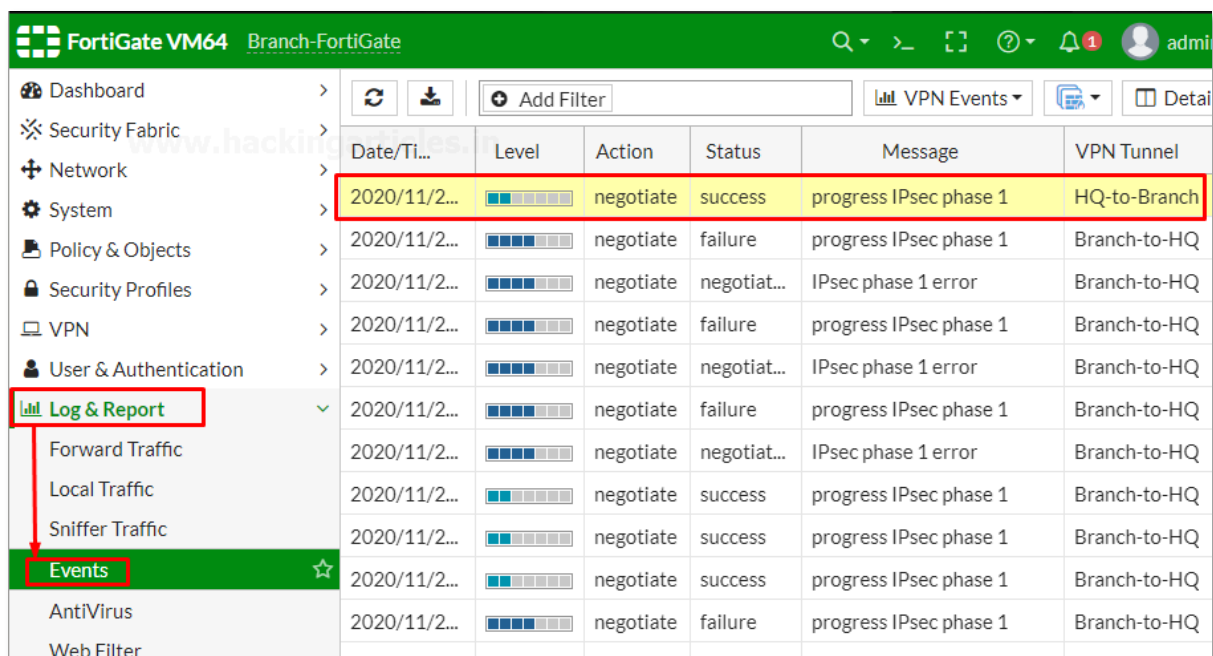 FortiGate VM64 Branch-FortiGate 1 admi
Dashboard
Security Fabric
Network
System
Policy & Objects
Security Profiles
VPN
User & Authentication
Log & Report
Forward Traffic
Local Traffic
Sniffer Traffic
Events
AntiVirus
Web Filter
www.hackingarticles.in
Add Filter VPN Events Detai
Date/Ti... Level Action Status Message VPN Tunnel
2020/11/2... negotiate success progress IPsec phase 1 HQ-to-Branch
2020/11/2... negotiate failure progress IPsec phase 1 Branch-to-HQ
2020/11/2... negotiate negotiat... IPsec phase 1 error Branch-to-HQ
2020/11/2... negotiate failure progress IPsec phase 1 Branch-to-HQ
2020/11/2... negotiate negotiat... IPsec phase 1 error Branch-to-HQ
2020/11/2... negotiate failure progress IPsec phase 1 Branch-to-HQ
2020/11/2... negotiate negotiat... IPsec phase 1 error Branch-to-HQ
2020/11/2... negotiate success progress IPsec phase 1 Branch-to-HQ
2020/11/2... negotiate success progress IPsec phase 1 Branch-to-HQ
2020/11/2... negotiate success progress IPsec phase 1 Branch-to-HQ
2020/11/2... negotiate failure progress IPsec phase 1 Branch-to-HQ